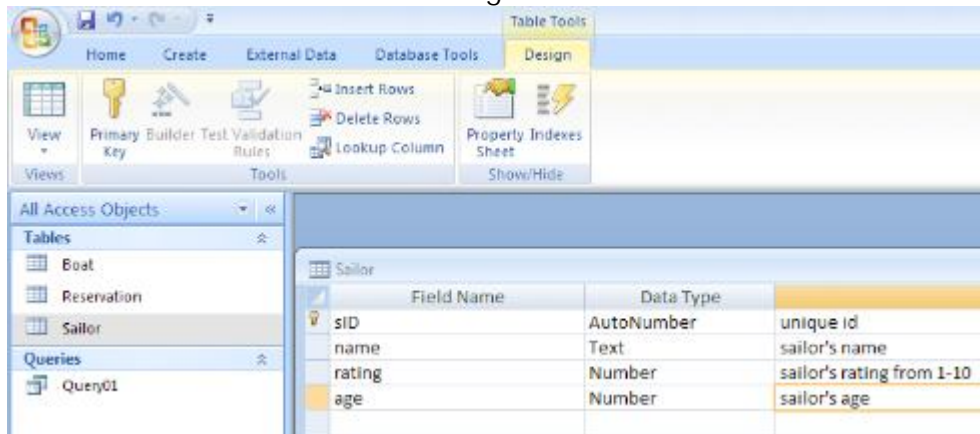 Table Tools
Home Create External Data Database Tools Design
Insert Rows
Delete Rows
Lookup Column
View Primary Key Builder Test Validation Rules Property Sheet Indexes
Views Tools Show/Hide
All Access Objects
Tables
Boat
Reservation
Sailor
Queries
Query01
Sailor
Field Name Data Type
sID AutoNumber unique id
name Text sailor's name
rating Number sailor's rating from 1-10
age Number sailor's age